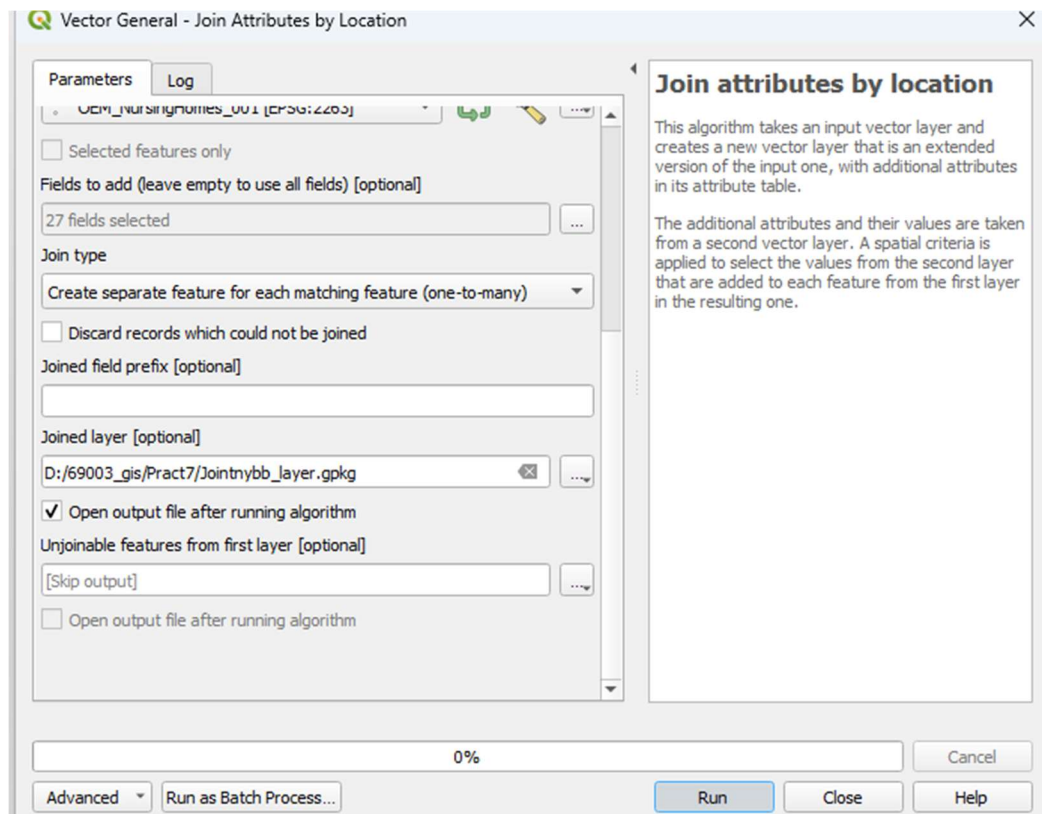 Vector General - Join Attributes by Location
Parameters
Log
OEM_NursingHomes_001 [EPSG:2263]
Selected features only
Fields to add (leave empty to use all fields) [optional]
27 fields selected
...
Join type
Create separate feature for each matching feature (one-to-many)
Discard records which could not be joined
Joined field prefix [optional]
Joined layer [optional]
D:/69003_gis/Pract7/Jointnybb_layer.gpkg
...
Open output file after running algorithm
Unjoinable features from first layer [optional]
[Skip output]
...
Open output file after running algorithm
Join attributes by location
This algorithm takes an input vector layer and
creates a new vector layer that is an extended
version of the input one, with additional attributes
in its attribute table.
The additional attributes and their values are taken
from a second vector layer. A spatial criteria is
applied to select the values from the second layer
that are added to each feature from the first layer
in the resulting one.
0%
Cancel
Advanced
Run as Batch Process...
Run
Close
Help